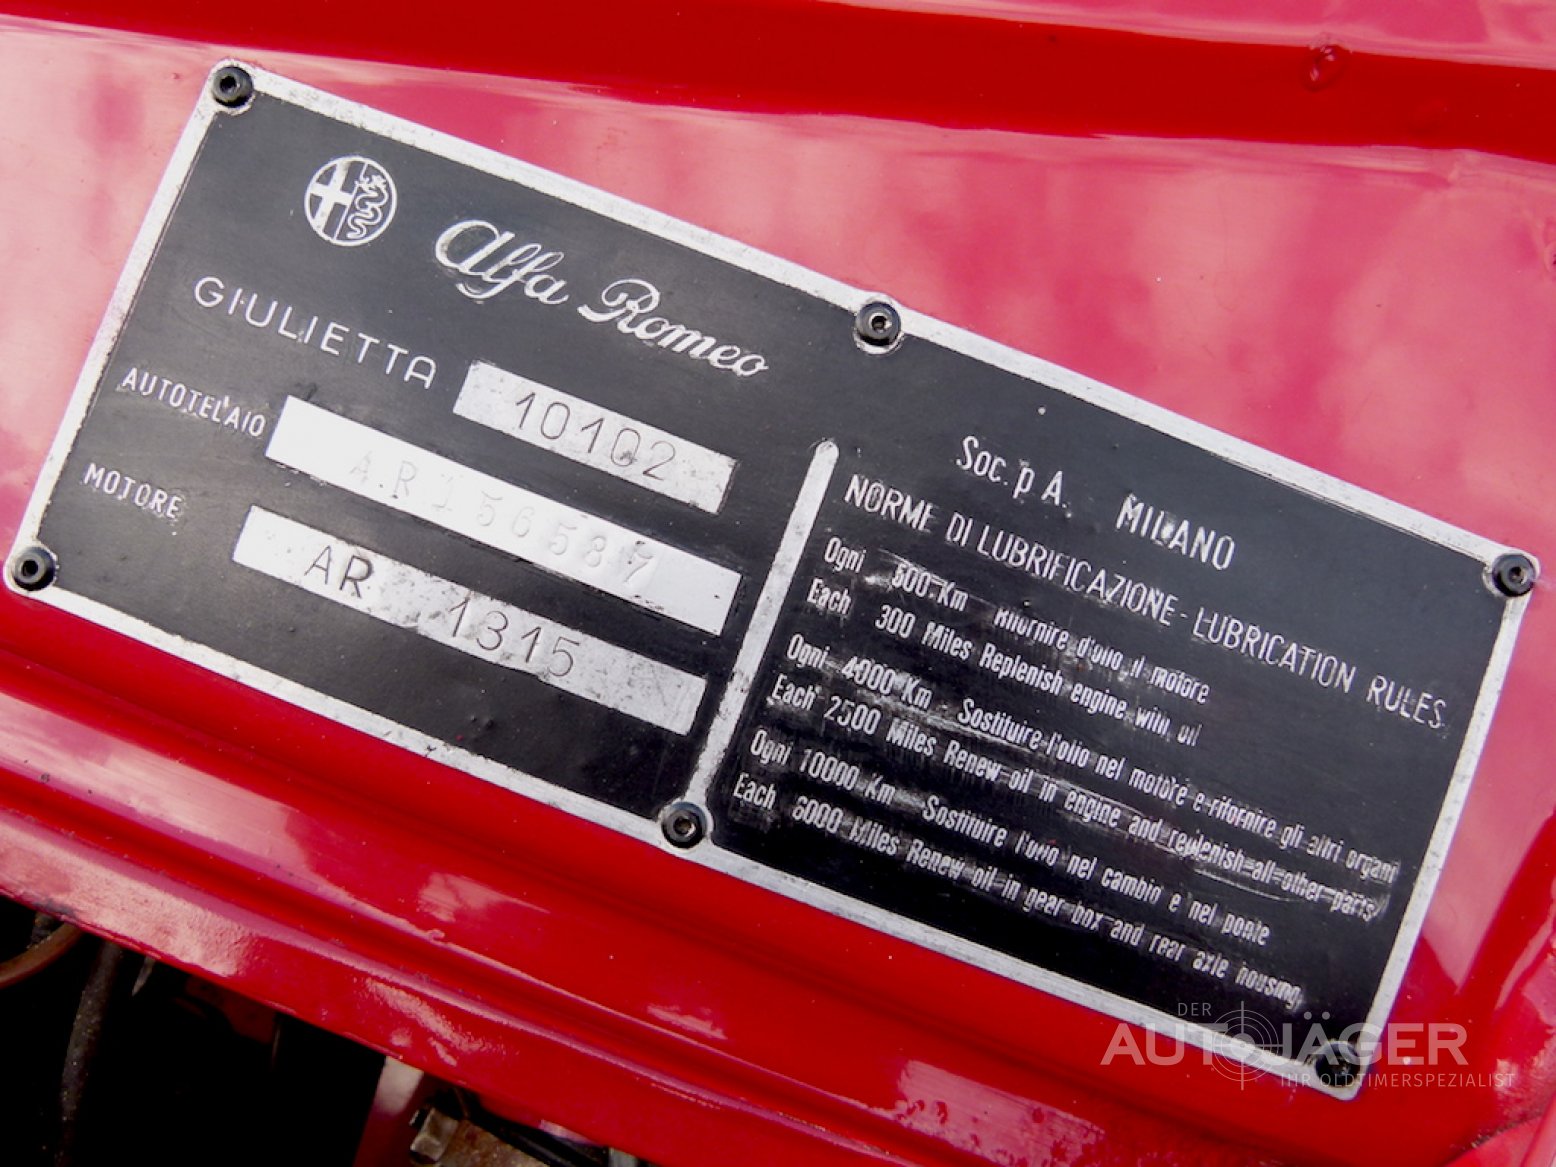 Alfa Romeo
GIULIETTA 10102
AUTOTELAIO AR156587
MOTORE AR 1315
Soc. p A. MILANO
NORME DI LUBRIFICAZIONE - LUBRICATION RULES
Ogni 500 Km Rifornire d'olio il motore
Each 300 Miles Replenish engine with oil
Ogni 4000 Km Sostituire l'olio nel motore e rifornire gli altri organi
Each 2500 Miles Renew oil in engine and replenish all other parts
Ogni 10000 Km Sostituire l'olio nel cambio e nel ponte
Each 6000 Miles Renew oil in gear box and rear axle housing
DER
AUTOJÄGER
IHR OLDTIMERSPEZIALIST